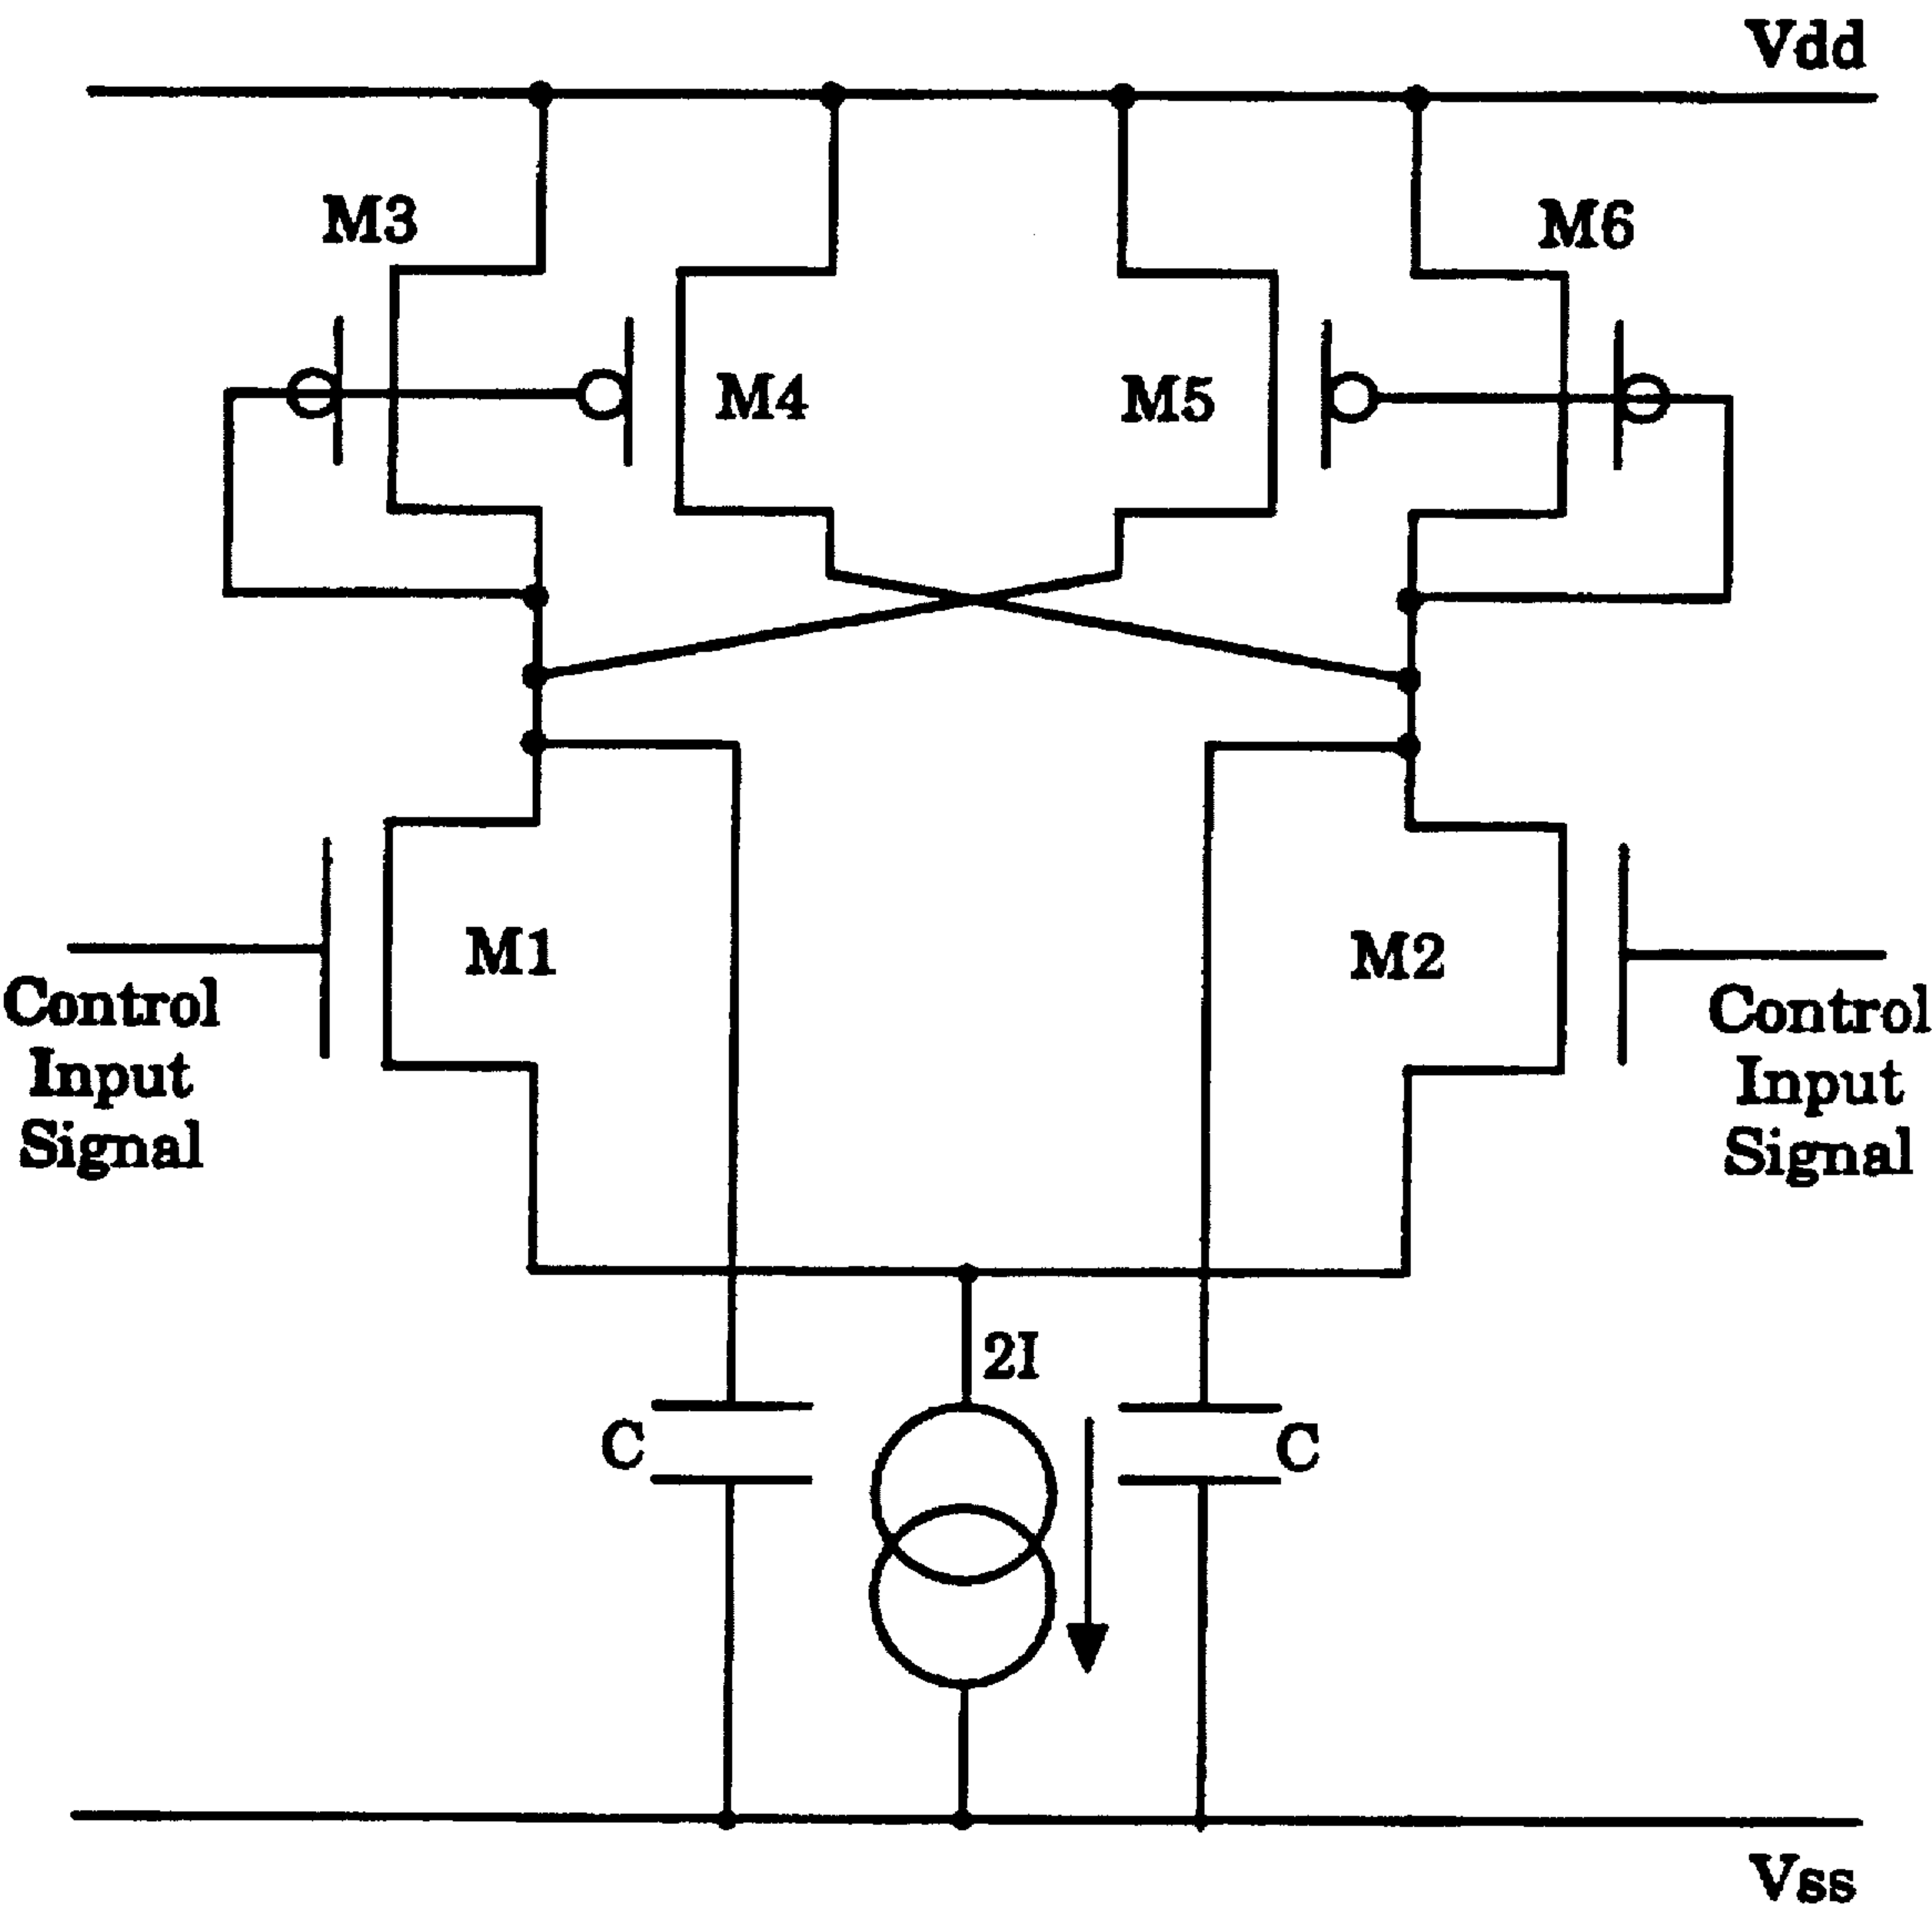 Vdd
M3
M6
M4
M5
M1
M2
Control
Input
Signal
Control
Input
Signal
2I
C
C
Vss